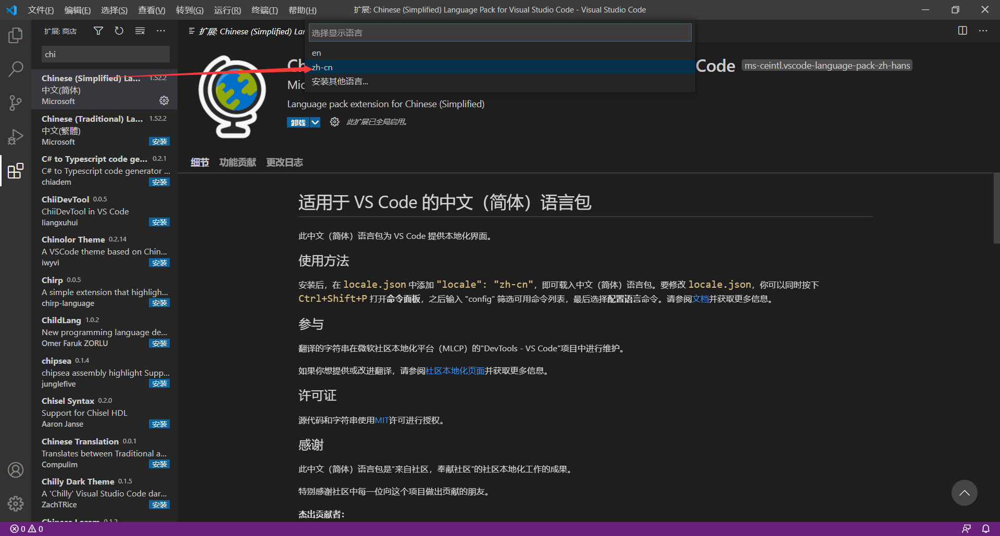 文件(F) 编辑(E) 选择(S) 查看(V) 转到(G) 运行(R) 终端(T) 帮助(H) 扩展: Chinese (Simplified) Language Pack for Visual Studio Code - Visual Studio Code
扩展: 商店
chi
Chinese (Simplified) La... 1.52.2
中文(简体)
Microsoft
Chinese (Traditional) La... 1.52.2
中文(繁體)
Microsoft 安装
C# to Typescript code ge... 0.2.1
C# to Typescript code generator ...
chiadem 安装
ChiiDevTool 0.0.5
ChiiDevTool in VS Code
liangxuhui 安装
Chinolor Theme 0.2.14
A VSCode theme based on Chin...
iwyvi 安装
Chirp 0.0.5
A simple extension that highligh...
chirp-language 安装
ChildLang 1.0.2
New programming language de...
Omer Faruk ZORLU 安装
chipsea 0.1.4
chipsea assembly highlight Supp...
junglefive 安装
Chisel Syntax 0.2.0
Support for Chisel HDL
Aaron Janse 安装
Chinese Translation 0.0.1
Translates between Traditional a...
Compulim 安装
Chilly Dark Theme 0.1.5
A 'Chilly' Visual Studio Code dar...
ZachTRice 安装
Chinese Lorem 0.1.2
扩展: Chinese (Simplified) Lan
选择显示语言
en
zh-cn
安装其他语言...
Ch Code ms-ceintl.vscode-language-pack-zh-hans
Mic
Language pack extension for Chinese (Simplified)
卸载 此扩展已全局启用。
细节 功能贡献 更改日志
适用于 VS Code 的中文（简体）语言包
此中文（简体）语言包为 VS Code 提供本地化界面。
使用方法
安装后，在 locale.json 中添加 "locale": "zh-cn"，即可载入中文（简体）语言包。要修改 locale.json，你可以同时按下
Ctrl+Shift+P 打开命令面板，之后输入 "config" 筛选可用命令列表，最后选择配置语言命令。请参阅文档并获取更多信息。
参与
翻译的字符串在微软社区本地化平台（MLCP）的"DevTools - VS Code"项目中进行维护。
如果你想提供或改进翻译，请参阅社区本地化页面并获取更多信息。
许可证
源代码和字符串使用MIT许可进行授权。
感谢
此中文（简体）语言包是“来自社区，奉献社区”的社区本地化工作的成果。
特别感谢社区中每一位向这个项目做出贡献的朋友。
杰出贡献者：
0 0